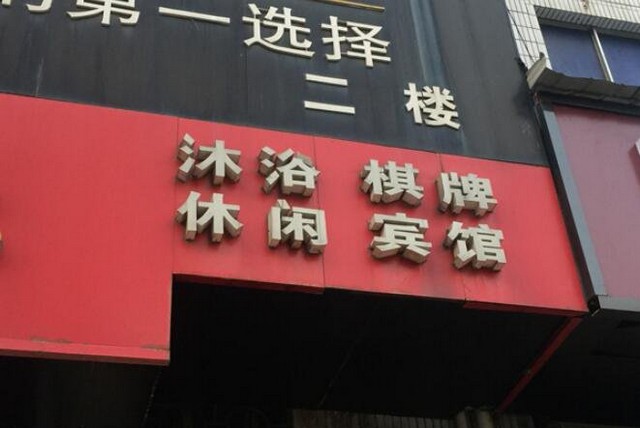 第一选择
二楼
沐浴 棋牌
休闲 宾馆